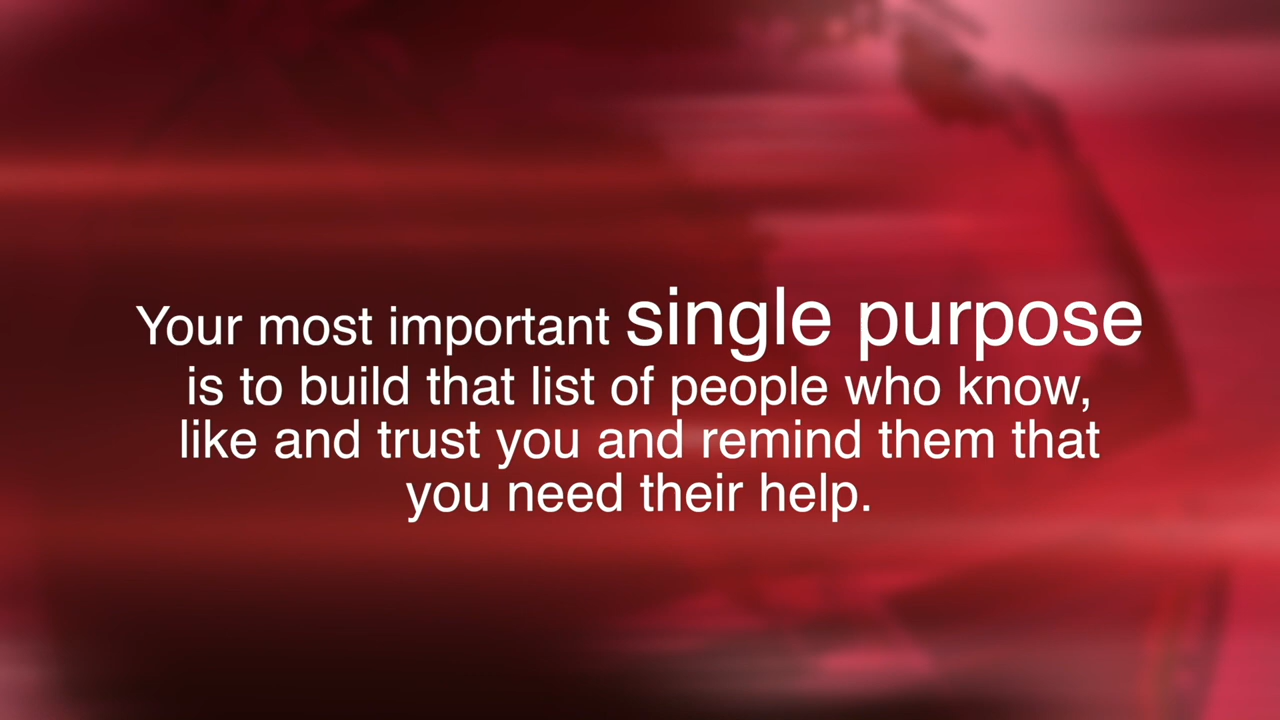 Your most important single purpose
is to build that list of people who know,
like and trust you and remind them that
you need their help.